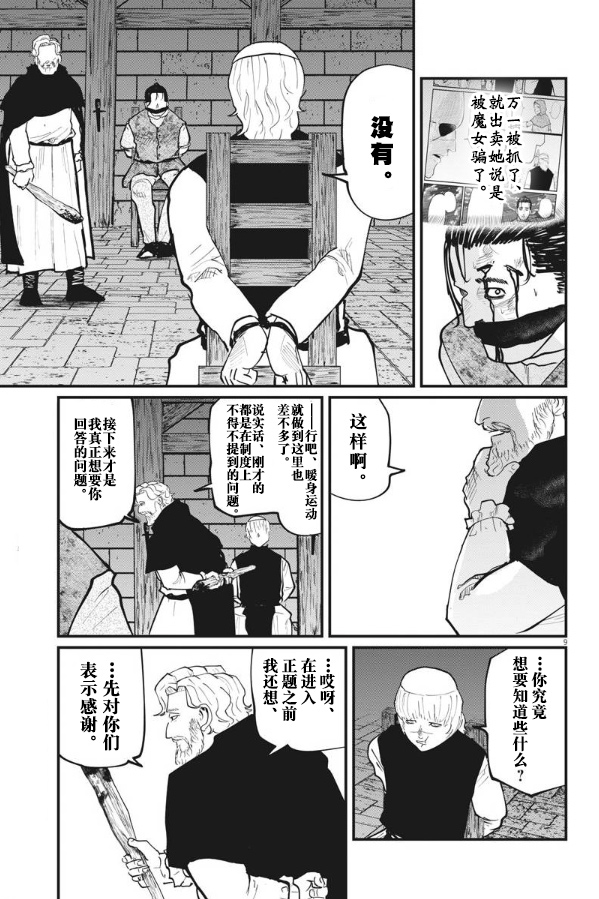 万一被抓了、
就出卖她说是
被魔女骗了。
没有。
这样啊。
——行吧、暖身运动
就做到这里也
差不多了。
说实话、刚才的
都是在制度上
不得不提到的问题。
接下来才是
我真正想要你
回答的问题。
9
…你究竟
想要知道些什么？
…哎呀、
在进入
正题之前
我还想、
…先对你们
表示感谢。